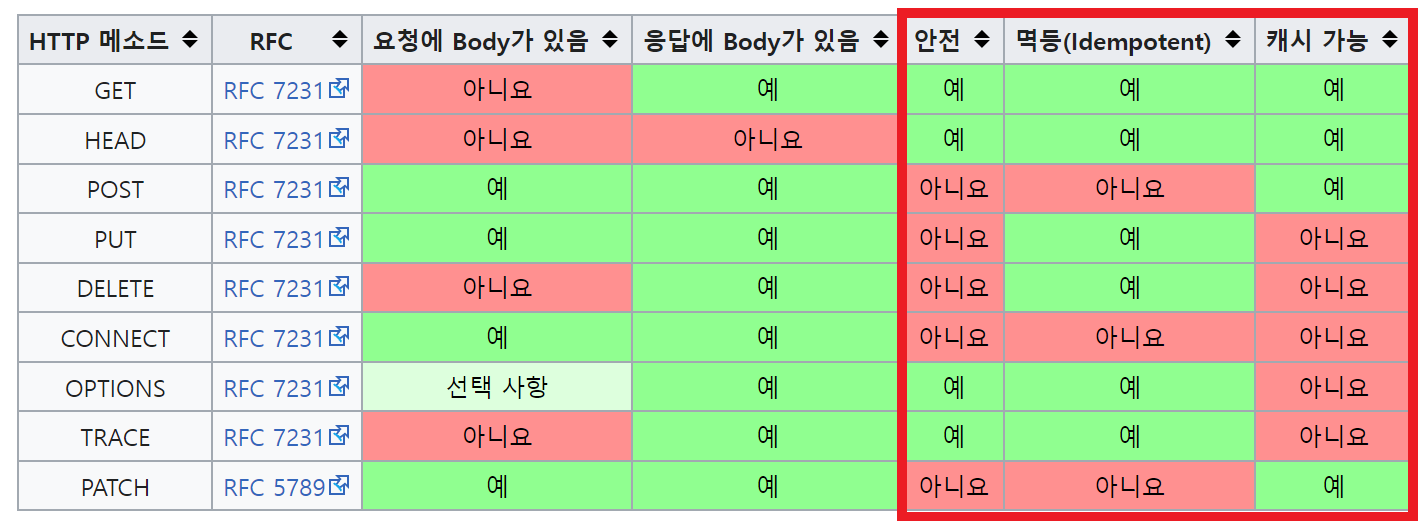 HTTP 메소드 RFC 요청에 Body가 있음 응답에 Body가 있음 안전 멱등(Idempotent) 캐시 가능
GET RFC 7231 아니요 예 예 예 예
HEAD RFC 7231 아니요 아니요 예 예 예
POST RFC 7231 예 예 아니요 아니요 예
PUT RFC 7231 예 예 아니요 예 아니요
DELETE RFC 7231 아니요 예 아니요 예 아니요
CONNECT RFC 7231 예 예 아니요 아니요 아니요
OPTIONS RFC 7231 선택 사항 예 예 예 아니요
TRACE RFC 7231 아니요 예 예 예 아니요
PATCH RFC 5789 예 예 아니요 아니요 예